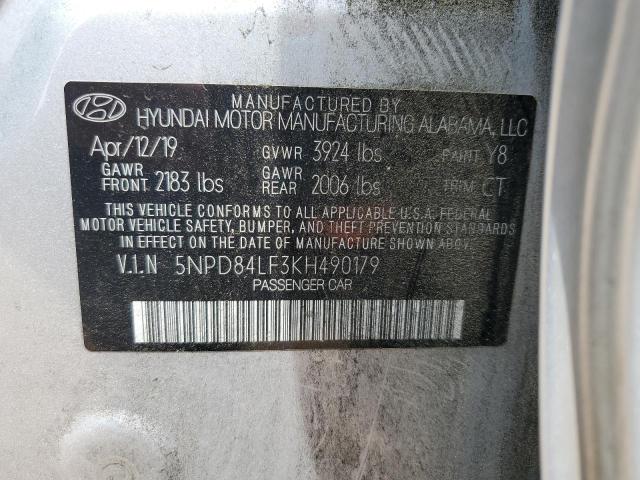 MANUFACTURED BY
HYUNDAI MOTOR MANUFACTURING ALABAMA, LLC
Apr/12/19 GVWR 3924 lbs PAINT Y8
GAWR FRONT 2183 lbs GAWR REAR 2006 lbs TRIM CT
THIS VEHICLE CONFORMS TO ALL APPLICABLE U.S.A. FEDERAL
MOTOR VEHICLE SAFETY, BUMPER, AND THEFT PREVENTION STANDARDS
IN EFFECT ON THE DATE OF MANUFACTURE SHOWN ABOVE.
V.I.N 5NPD84LF3KH490179
PASSENGER CAR